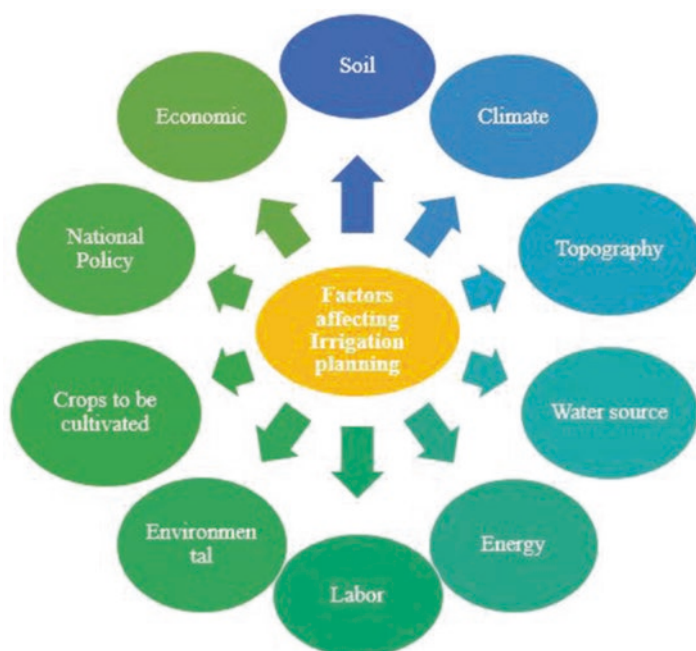 Soil
Climate
Topography
Water source
Energy
Labor
Environmen
tal
Crops to be
cultivated
National
Policy
Economic
Factors
affecting
Irrigation
planning